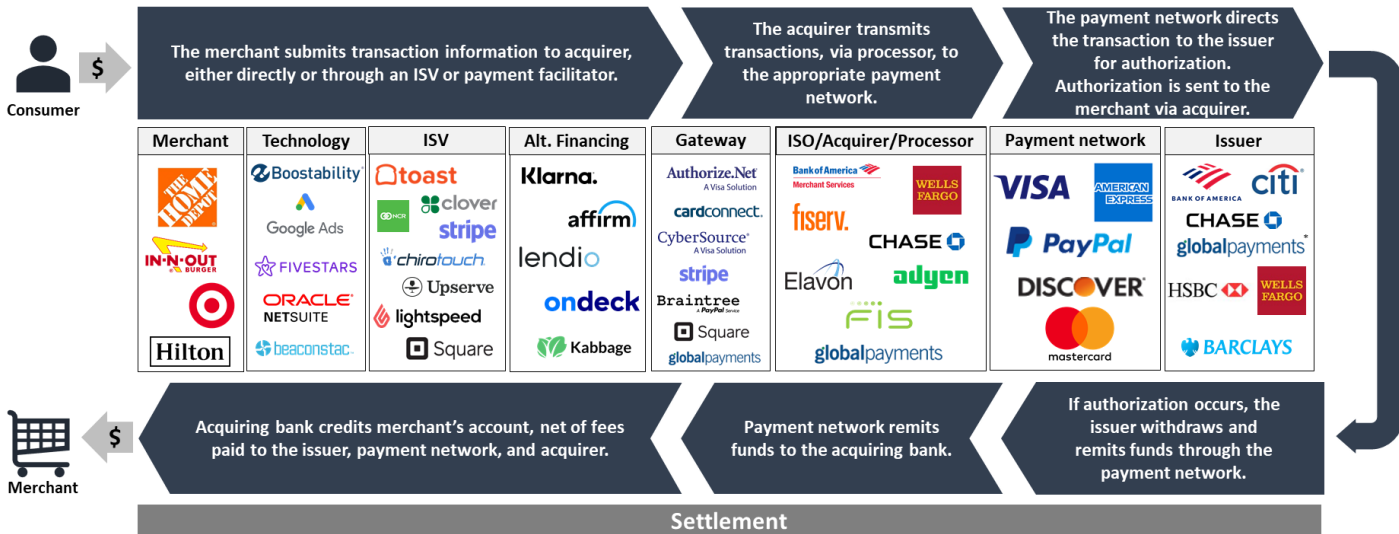 Consumer
$
The merchant submits transaction information to acquirer,
either directly or through an ISV or payment facilitator.
The acquirer transmits
transactions, via processor, to
the appropriate payment
network.
The payment network directs
the transaction to the issuer
for authorization.
Authorization is sent to the
merchant via acquirer.
Merchant
THE
HOME
DEPOT
IN-N-OUT
BURGER
Hilton
Technology
Boostability
Google Ads
FIVESTARS
ORACLE
NETSUITE
beaconstac
ISV
toast
NCR
clover
stripe
chirotouch
Upserve
lightspeed
Square
Alt. Financing
Klarna.
affirm
lendio
ondeck
Kabbage
Gateway
Authorize.Net
A Visa Solution
cardconnect.
CyberSource
A Visa Solution
stripe
Braintree
A PayPal Service
Square
globalpayments
ISO/Acquirer/Processor
Bank of America
Merchant Services
WELLS
FARGO
fiserv.
CHASE
Elavon
adyen
FIS
globalpayments
Payment network
VISA
AMERICAN
EXPRESS
PayPal
DISCOVER
mastercard
Issuer
BANK OF AMERICA
citi
CHASE
globalpayments*
HSBC
WELLS
FARGO
BARCLAYS
Merchant
$
Acquiring bank credits merchant's account, net of fees
paid to the issuer, payment network, and acquirer.
Payment network remits
funds to the acquiring bank.
If authorization occurs, the
issuer withdraws and
remits funds through the
payment network.
Settlement